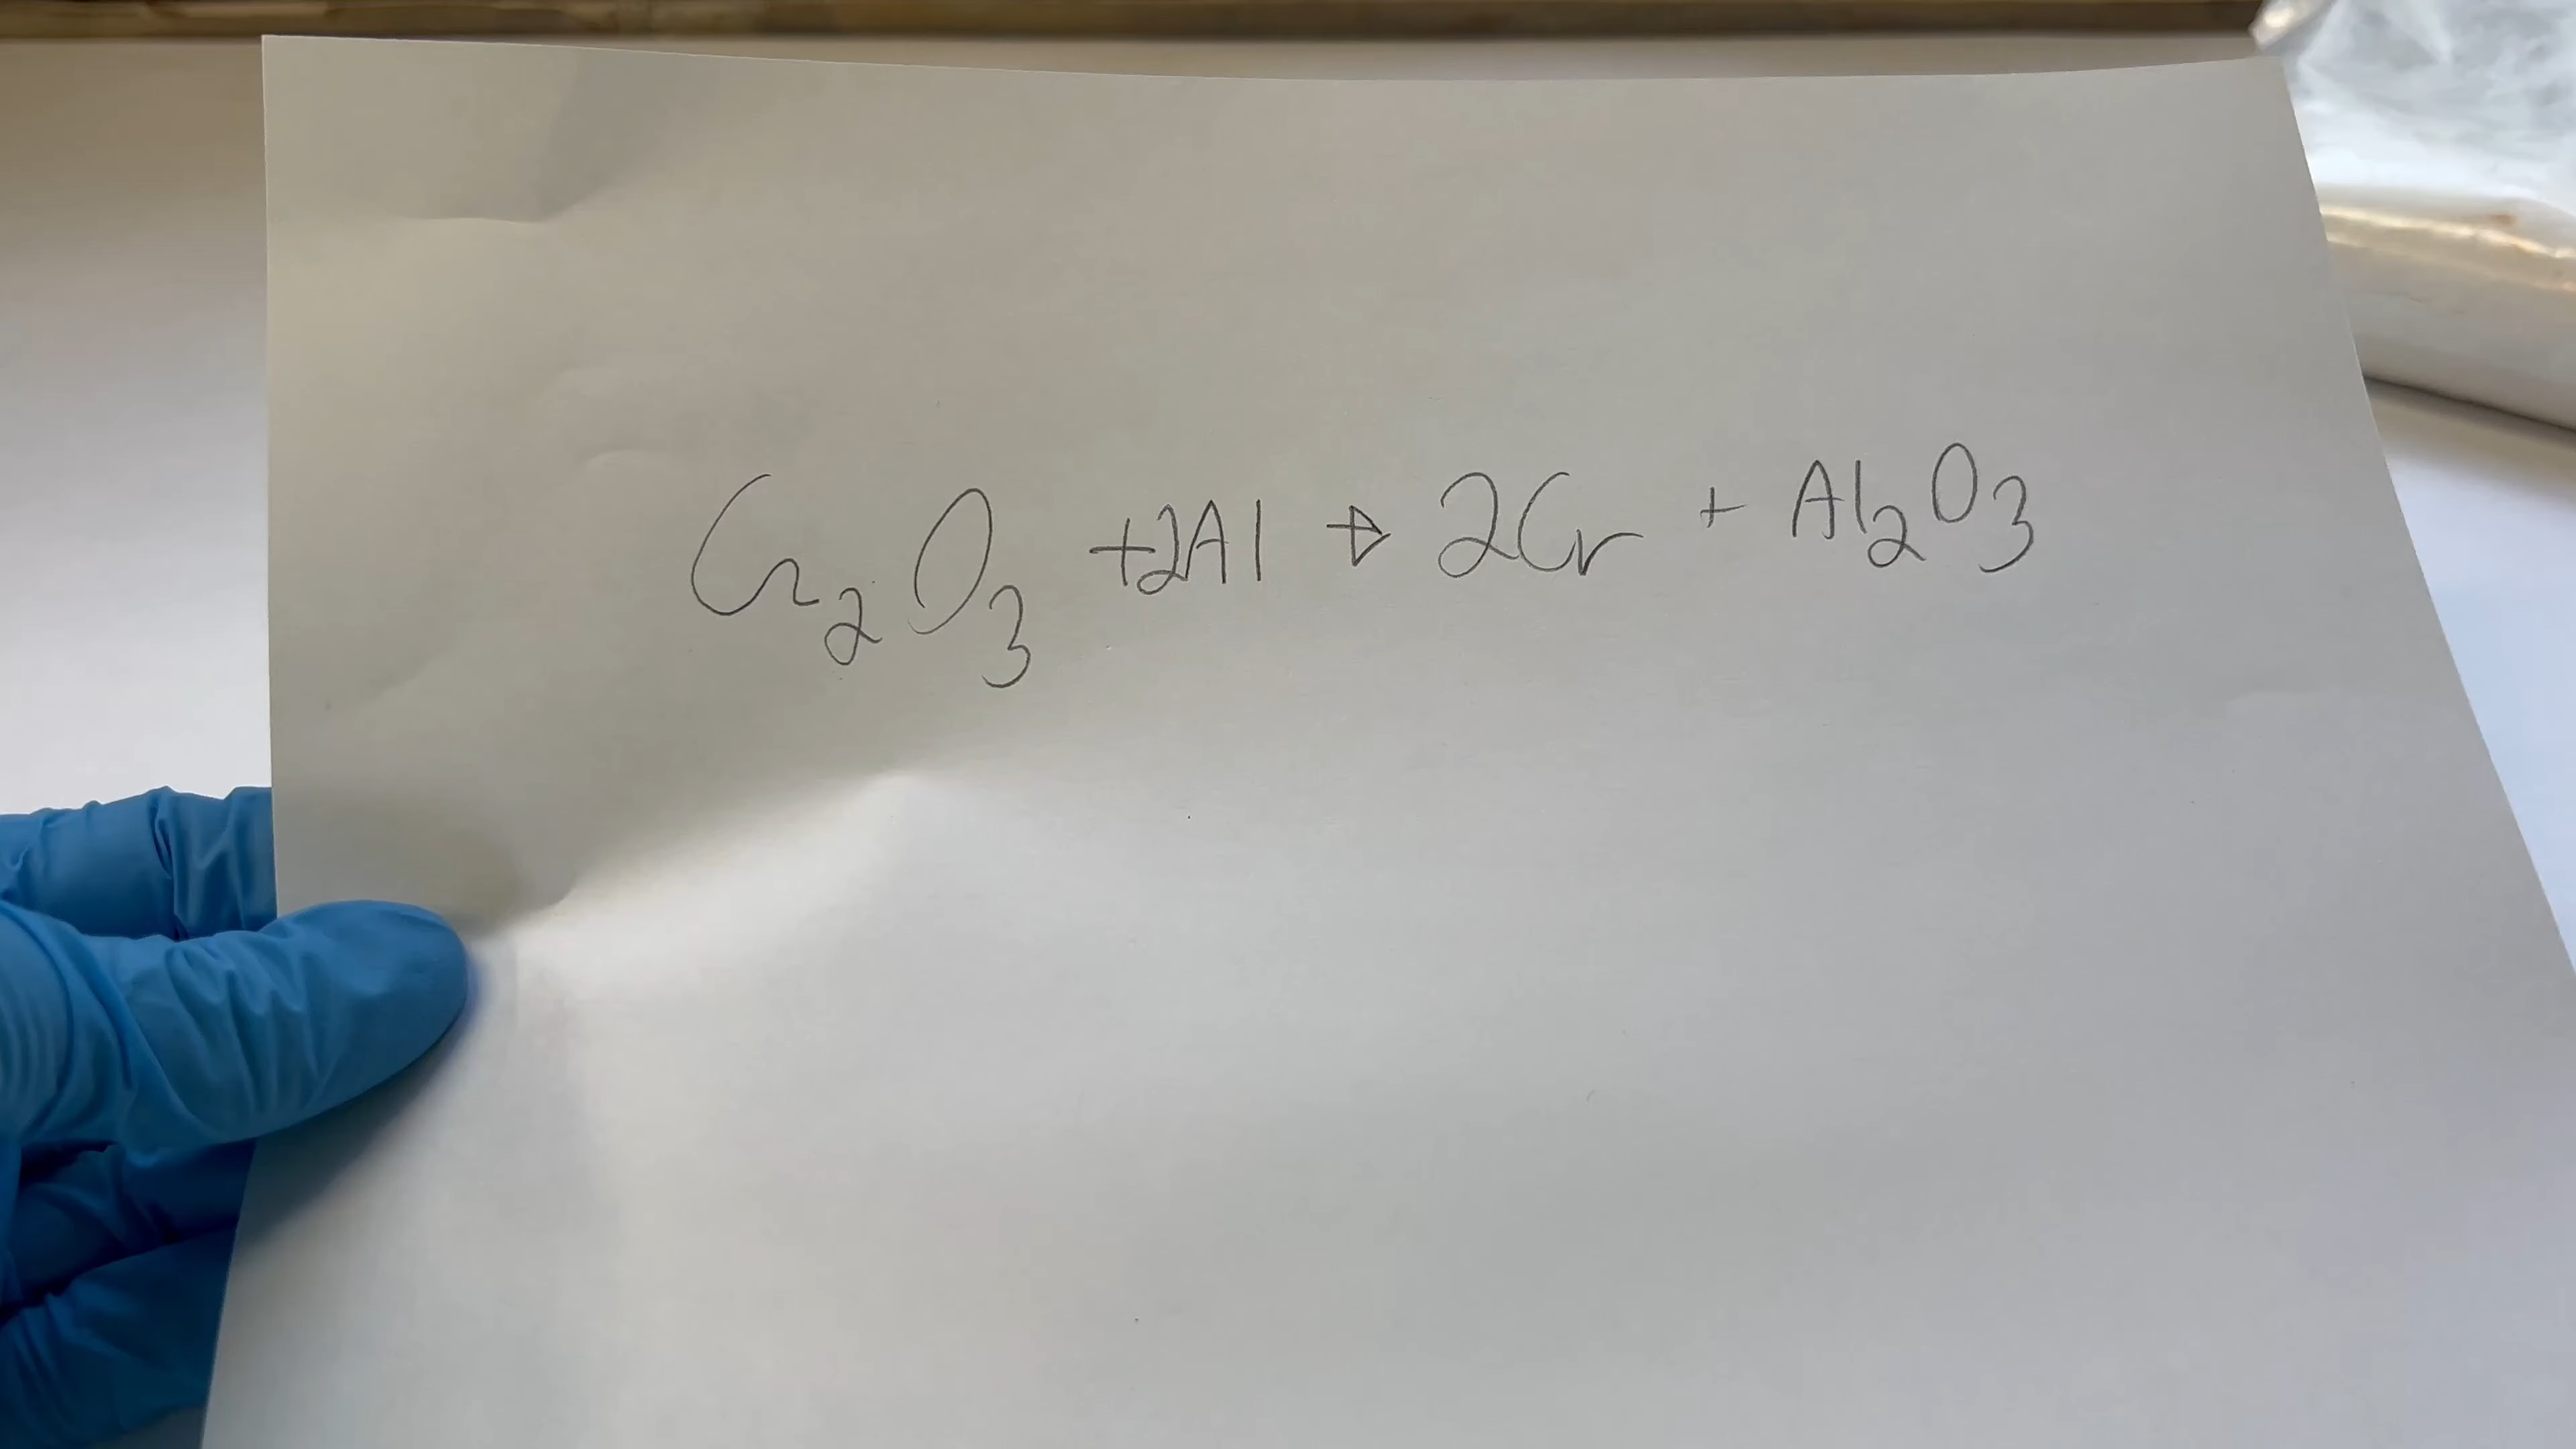 Cr₂O₃ +2Al → 2Cr + Al₂O₃